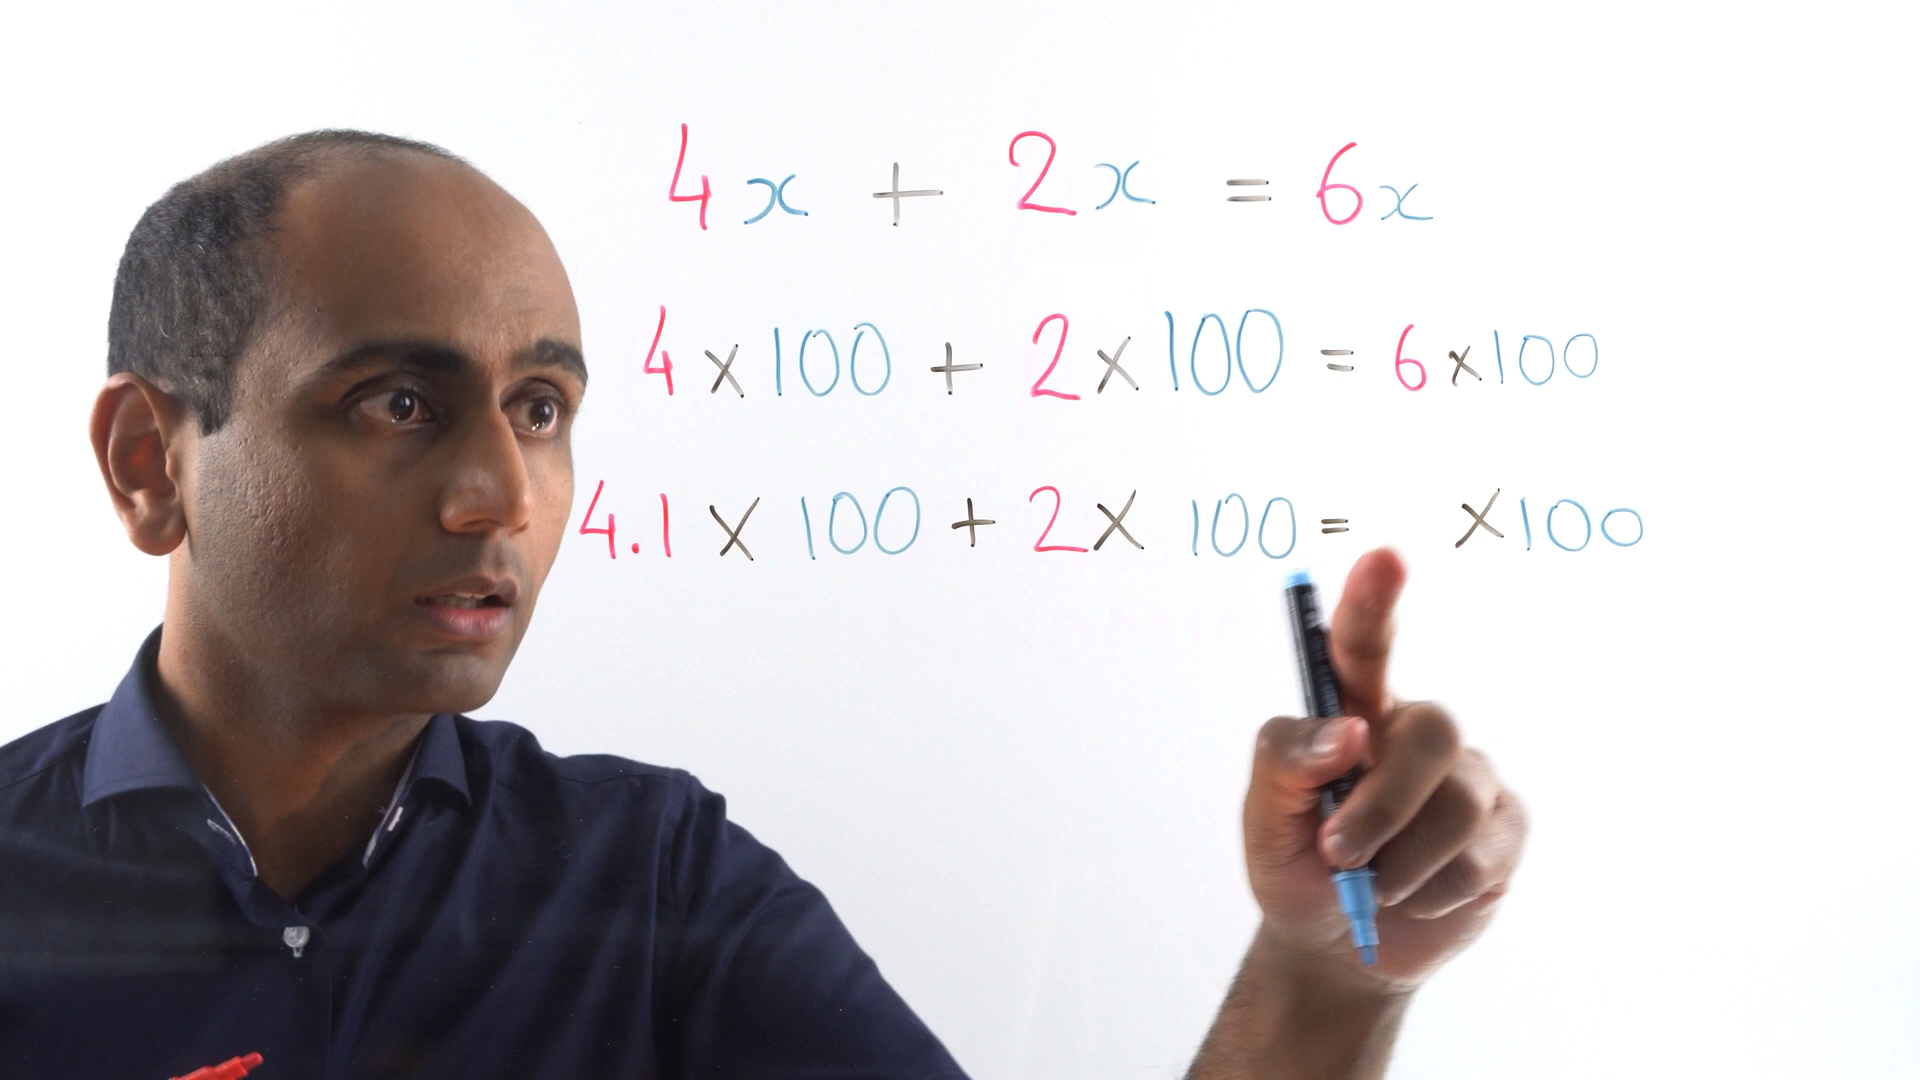 4x + 2x = 6x
4 × 100 + 2 × 100 = 6 × 100
4.1 × 100 + 2 × 100 = × 100